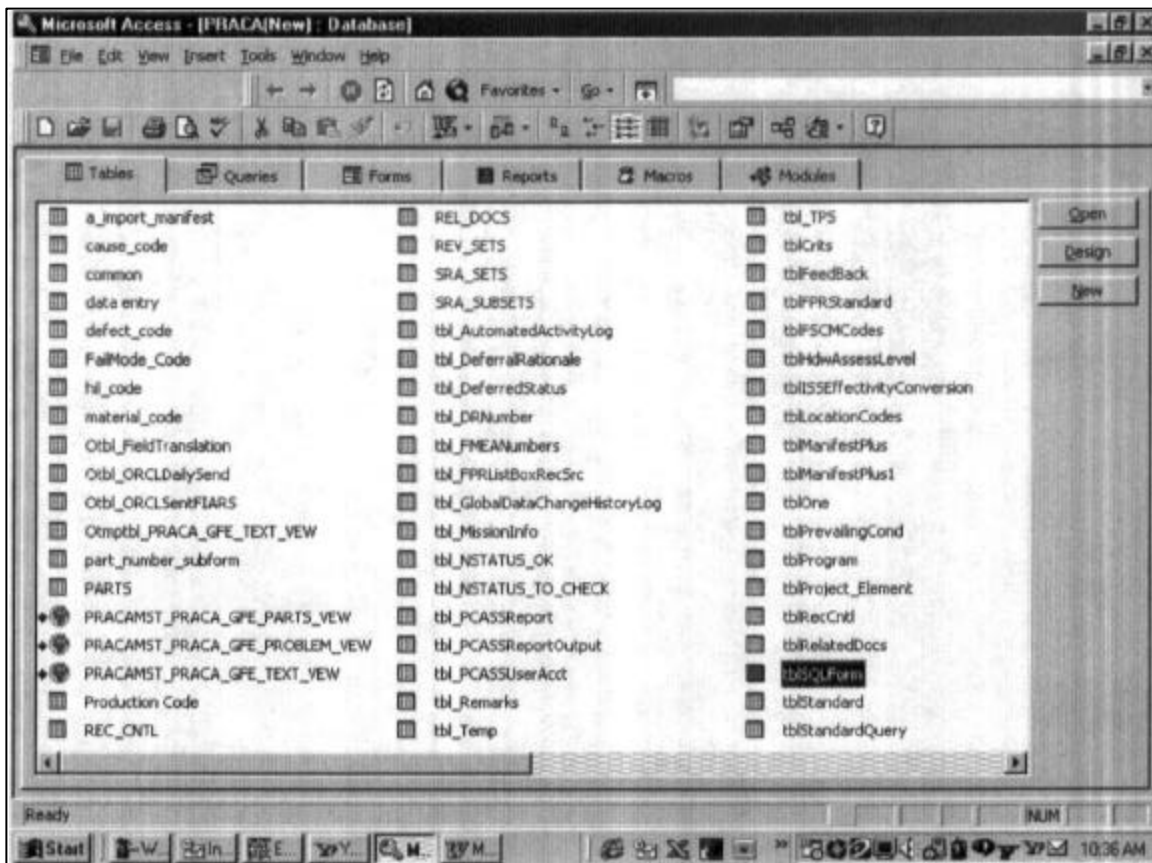 Microsoft Access - [PRACA(New) : Database]
File Edit View Insert Tools Window Help
Favorites Go
Tables Queries Forms Reports Macros Modules
a_import_manifest
cause_code
common
data entry
defect_code
FailMode_Code
hil_code
material_code
Otbl_FieldTranslation
Otbl_ORCLDailySend
Otbl_ORCLSentFIARS
Otmptbl_PRACA_GFE_TEXT_VEW
part_number_subform
PARTS
PRACAMST_PRACA_GFE_PARTS_VEW
PRACAMST_PRACA_GFE_PROBLEM_VEW
PRACAMST_PRACA_GFE_TEXT_VEW
Production Code
REC_CNTL
REL_DOCS
REV_SETS
SRA_SETS
SRA_SUBSETS
tbl_AutomatedActivityLog
tbl_DeferralRationale
tbl_DeferredStatus
tbl_DRNumber
tbl_FMEANumbers
tbl_FPRListBoxRecSrc
tbl_GlobalDataChangeHistoryLog
tbl_MissionInfo
tbl_NSTATUS_OK
tbl_NSTATUS_TO_CHECK
tbl_PCASSReport
tbl_PCASSReportOutput
tbl_PCASSUserAcct
tbl_Remarks
tbl_Temp
tbl_TPS
tblCrits
tblFeedBack
tblFPRStandard
tblFSCMCodes
tblHdwAssessLevel
tblISSEffectivityConversion
tblLocationCodes
tblManifestPlus
tblManifestPlus1
tblOne
tblPrevailingCond
tblProgram
tblProject_Element
tblRecCntl
tblRelatedDocs
tblSQLForm
tblStandard
tblStandardQuery
Open
Design
New
Ready
NUM
Start W... In... E... Y... M... M... 10:36 AM